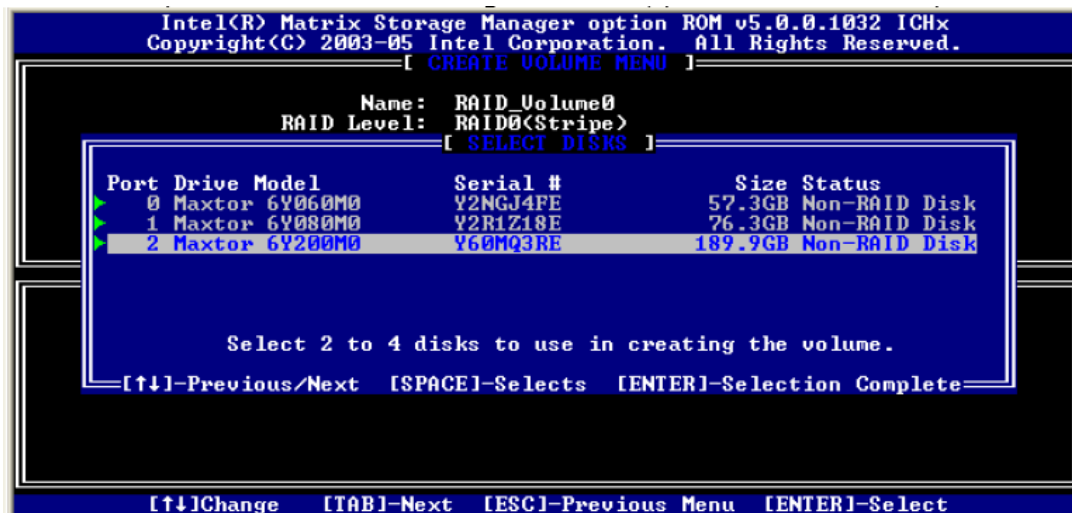 Intel(R) Matrix Storage Manager option ROM v5.0.0.1032 ICHx
Copyright(C) 2003-05 Intel Corporation. All Rights Reserved.
[ CREATE VOLUME MENU ]
Name: RAID_Volume0
RAID Level: RAID0(Stripe)
[ SELECT DISKS ]
Port Drive Model Serial # Size Status
0 Maxtor 6Y060M0 Y2NGJ4FE 57.3GB Non-RAID Disk
1 Maxtor 6Y080M0 Y2R1Z18E 76.3GB Non-RAID Disk
2 Maxtor 6Y200M0 Y60MQ3RE 189.9GB Non-RAID Disk
Select 2 to 4 disks to use in creating the volume.
[↑↓]-Previous/Next [SPACE]-Selects [ENTER]-Selection Complete
[↑↓]Change [TAB]-Next [ESC]-Previous Menu [ENTER]-Select